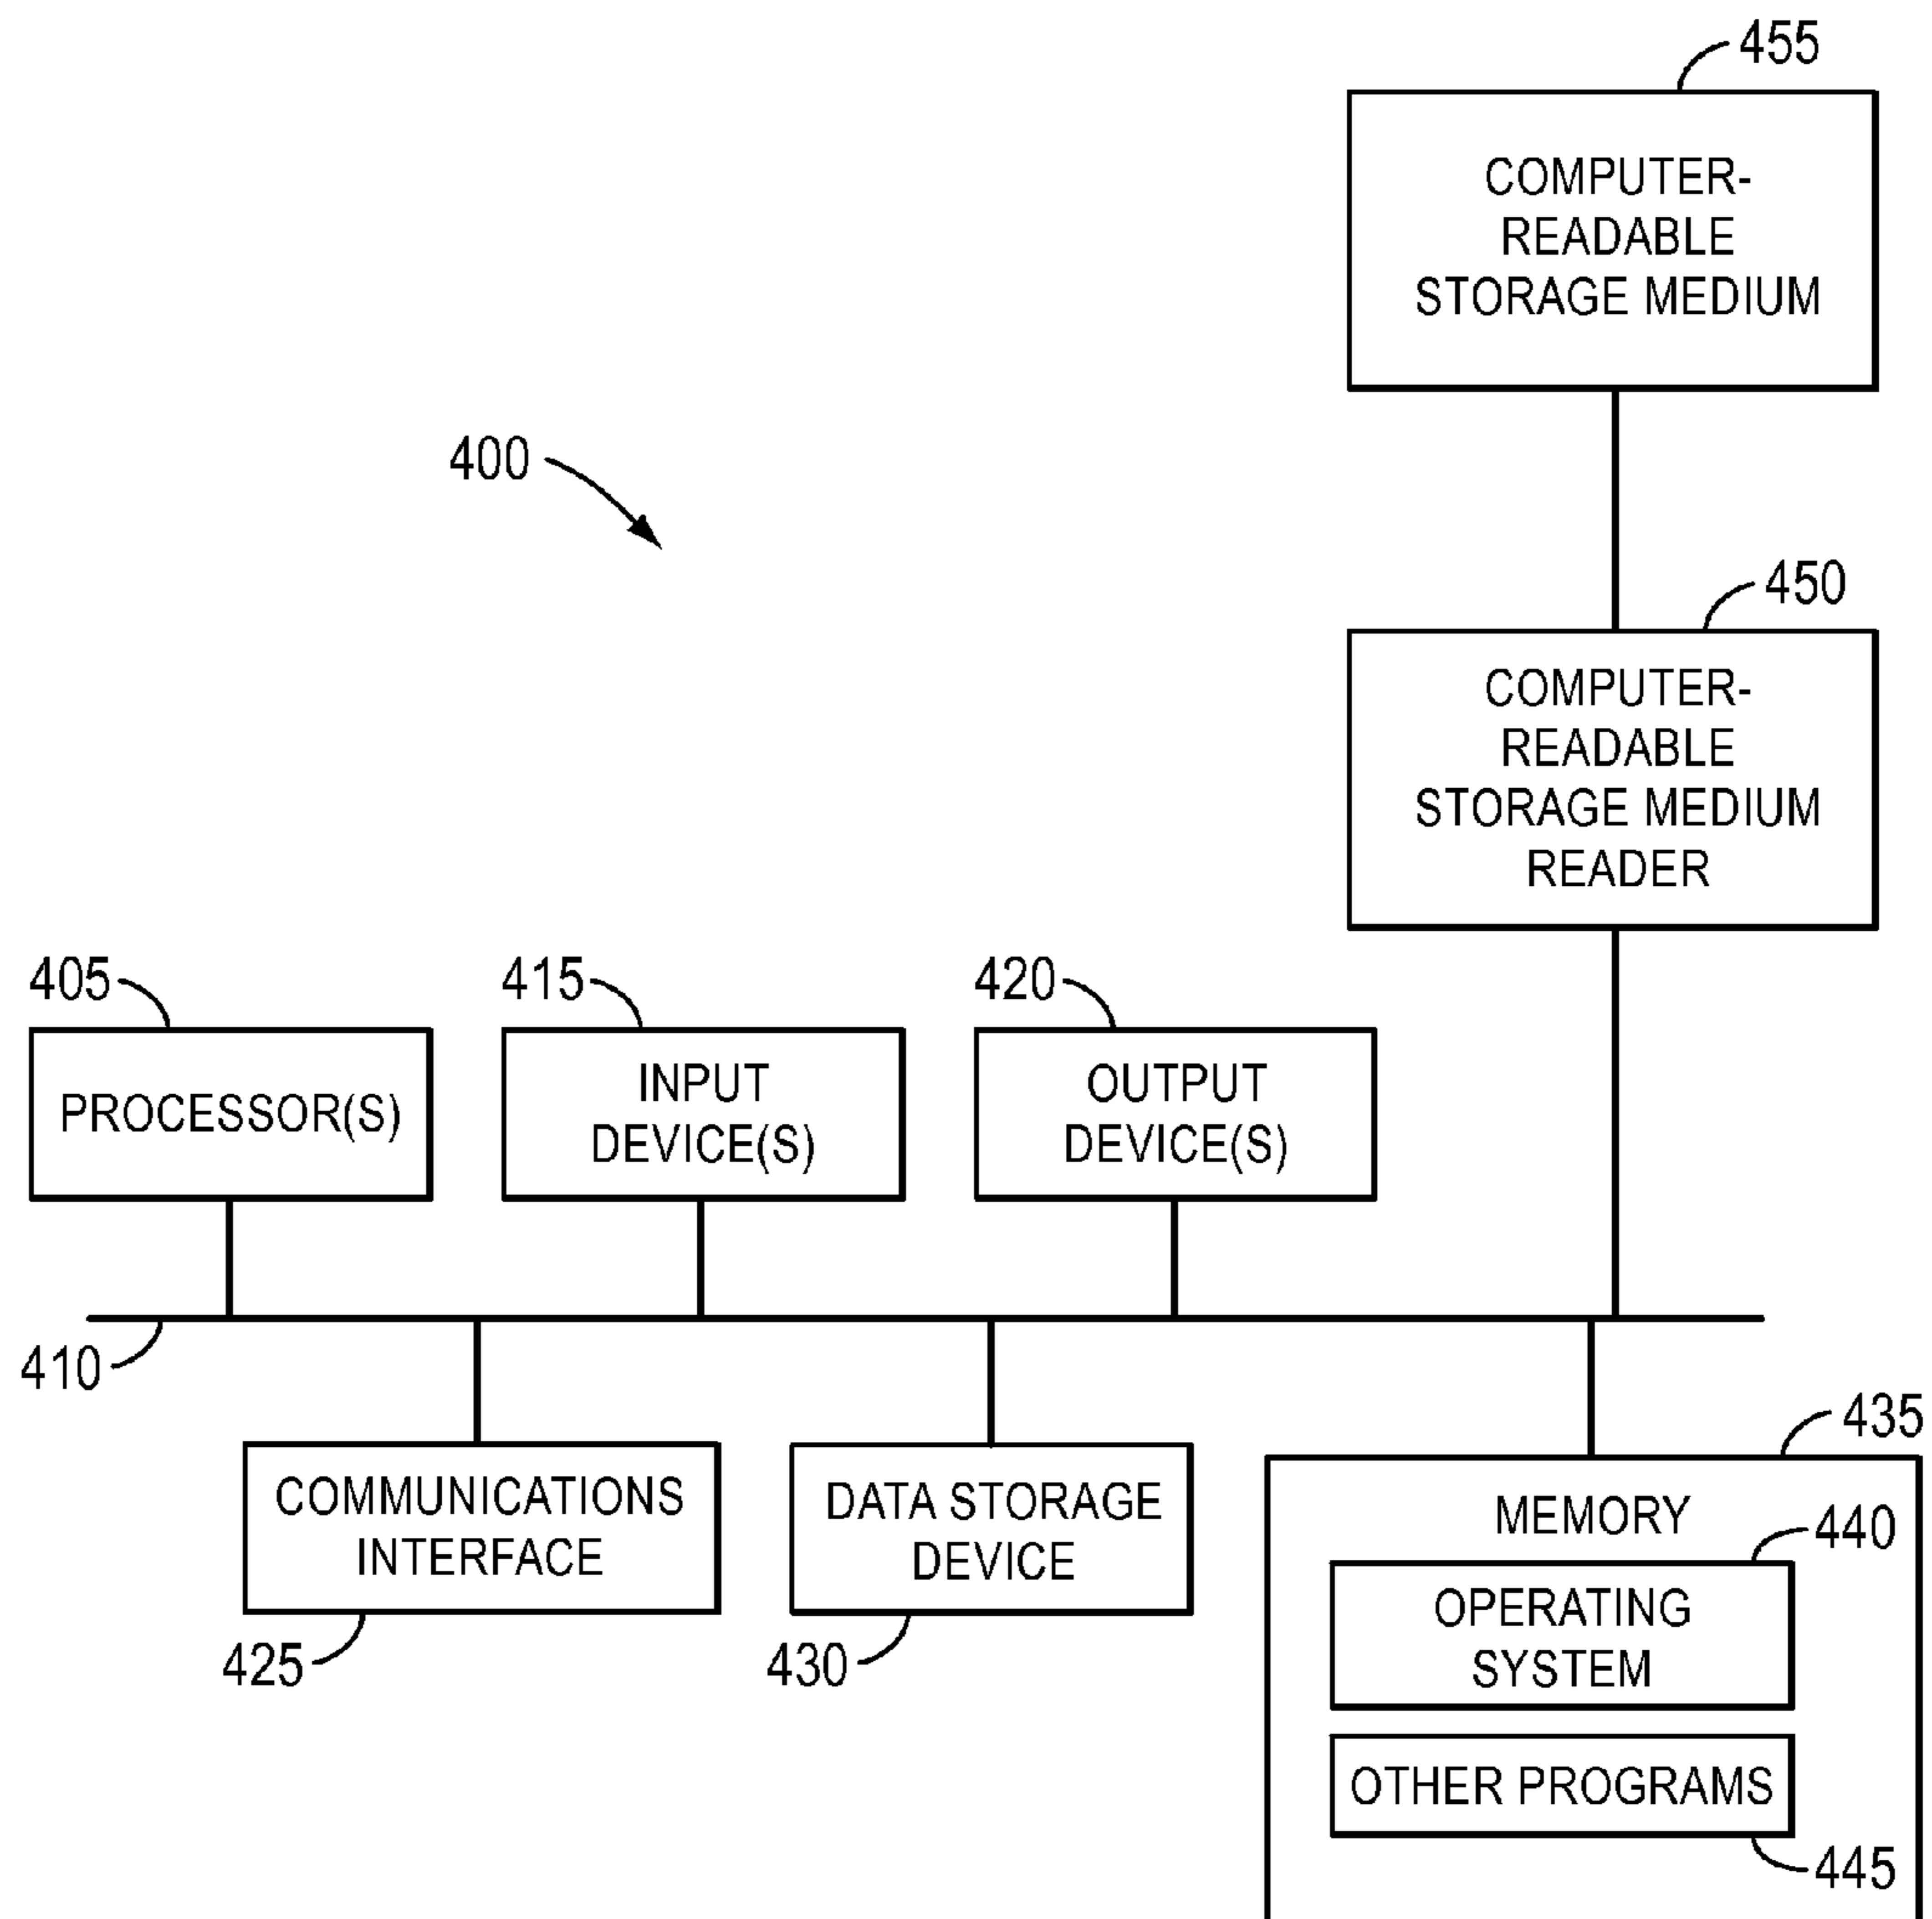 455
COMPUTER-
READABLE
STORAGE MEDIUM
400
450
COMPUTER-
READABLE
STORAGE MEDIUM
READER
405
PROCESSOR(S)
415
INPUT
DEVICE(S)
420
OUTPUT
DEVICE(S)
410
COMMUNICATIONS
INTERFACE
425
DATA STORAGE
DEVICE
430
435
MEMORY
440
OPERATING
SYSTEM
OTHER PROGRAMS
445